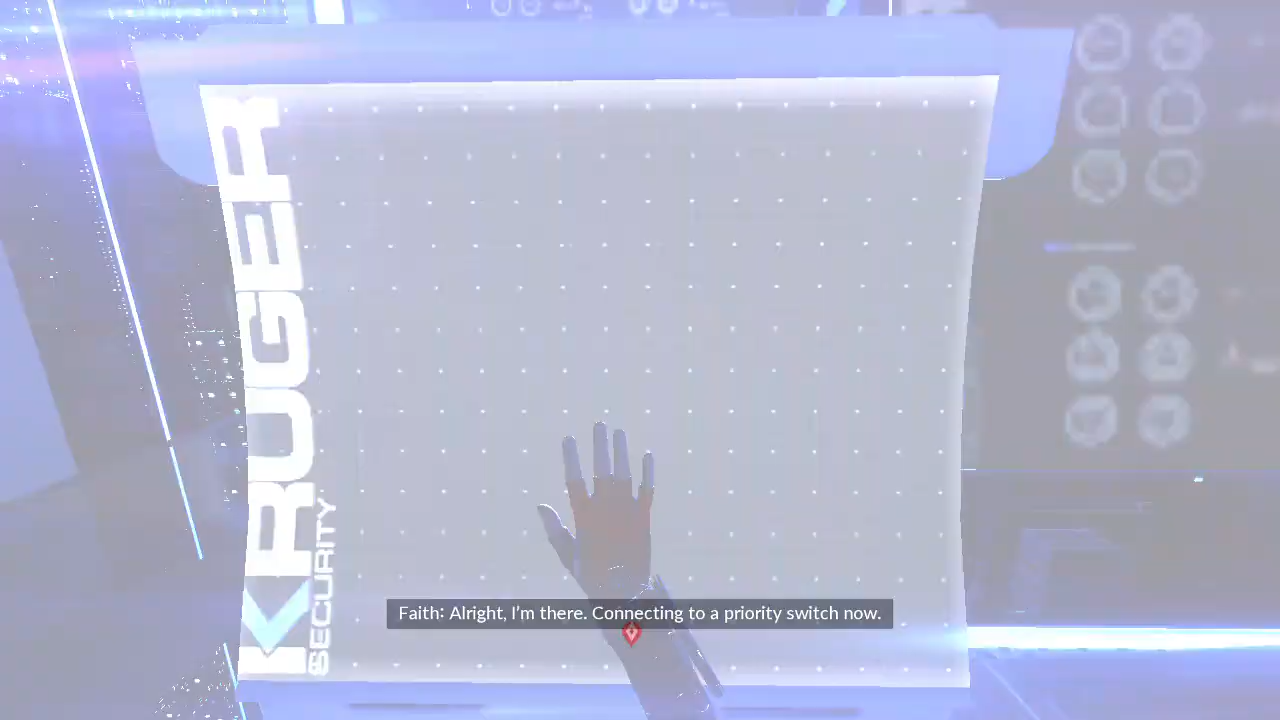 KRUGER
SECURITY
Faith: Alright, I'm there. Connecting to a priority switch now.